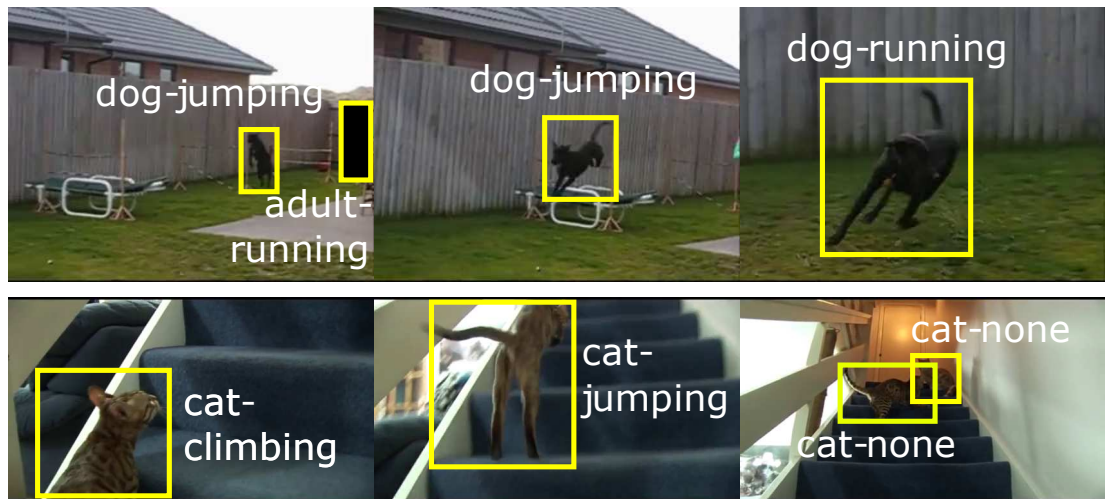 dog-jumping
adult-
running
dog-jumping
dog-running
cat-
climbing
cat-
jumping
cat-none
cat-none